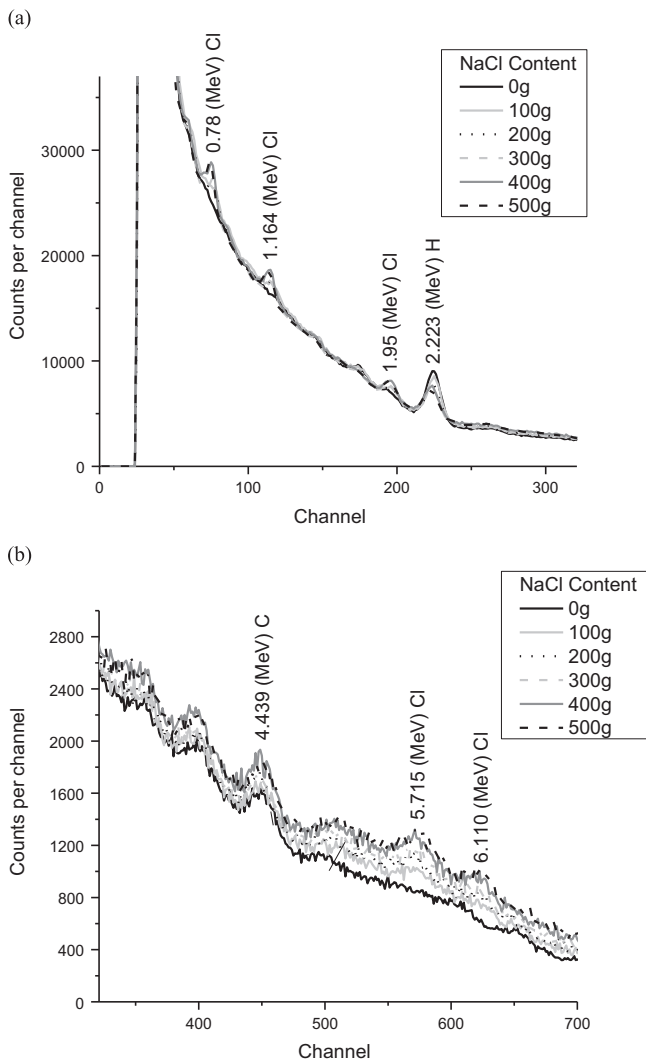 (a)
0.78 (MeV) Cl
1.164 (MeV) Cl
1.95 (MeV) Cl
2.223 (MeV) H
NaCl Content
0g
100g
200g
300g
400g
500g
Counts per channel
30000
20000
10000
0
0
100
200
300
Channel
(b)
4.439 (MeV) C
5.715 (MeV) Cl
6.110 (MeV) Cl
NaCl Content
0g
100g
200g
300g
400g
500g
Counts per channel
2800
2400
2000
1600
1200
800
400
0
400
500
600
700
Channel